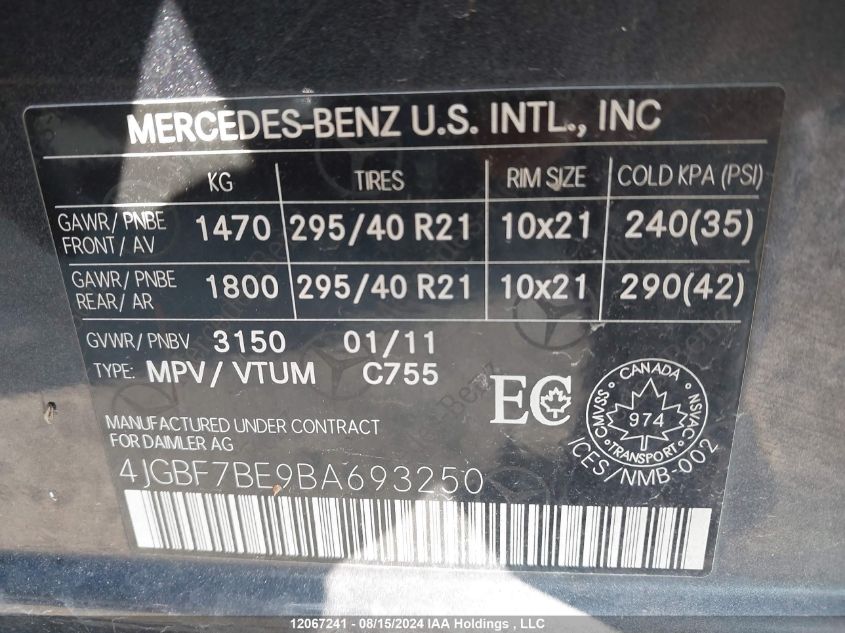 MERCEDES-BENZ U.S. INTL., INC
KG TIRES RIM SIZE COLD KPA (PSI)
GAWR/ PNBE
FRONT / AV 1470 295/40 R21 10x21 240(35)
GAWR/ PNBE
REAR/ AR 1800 295/40 R21 10x21 290(42)
GVWR/ PNBV 3150 01/11
TYPE: MPV/ VTUM C755
EC
CANADA
CMVSS 974 NSVAC
TRANSPORT
ICES/NMB-002
MANUFACTURED UNDER CONTRACT
FOR DAIMLER AG
4JGBF7BE9BA693250
12067241 - 08/15/2024 IAA Holdings , LLC